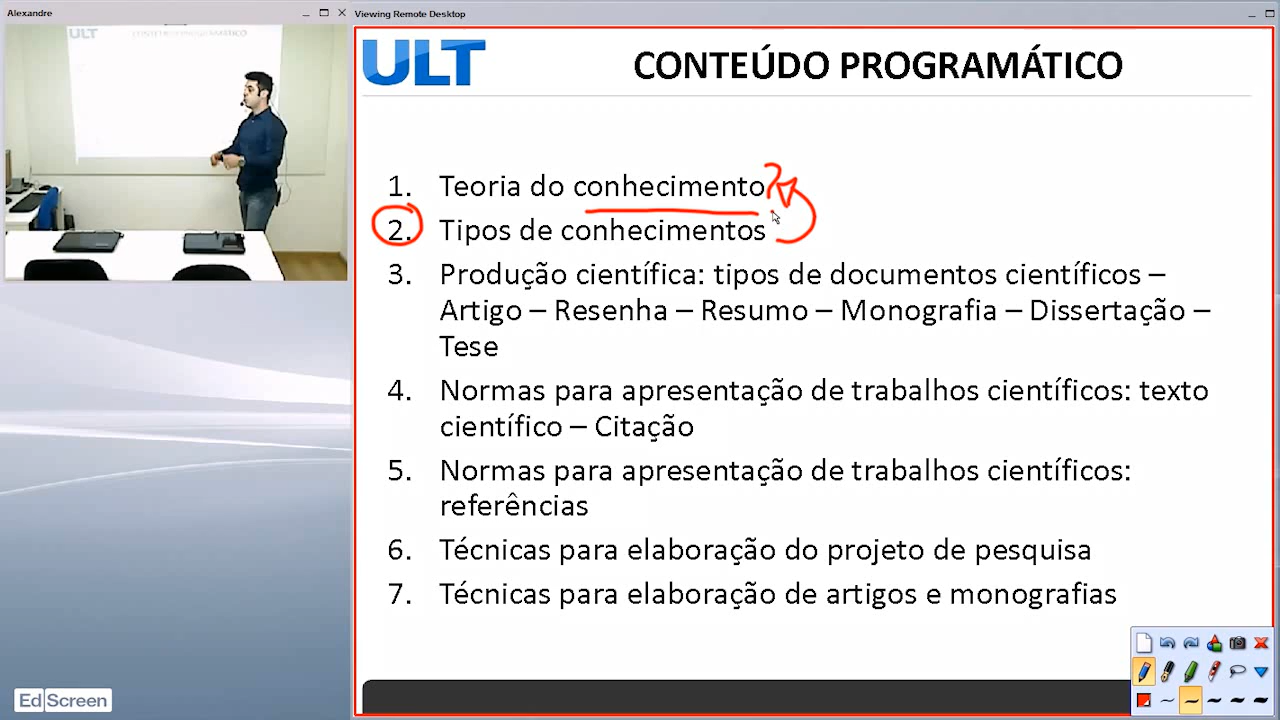 Alexandre
Viewing Remote Desktop
ULT
ULT
CONTEÚDO PROGRAMÁTICO
1. Teoria do conhecimento
2. Tipos de conhecimentos
3. Produção científica: tipos de documentos científicos –
Artigo – Resenha – Resumo – Monografia – Dissertação –
Tese
4. Normas para apresentação de trabalhos científicos: texto
científico – Citação
5. Normas para apresentação de trabalhos científicos:
referências
6. Técnicas para elaboração do projeto de pesquisa
7. Técnicas para elaboração de artigos e monografias
EdScreen